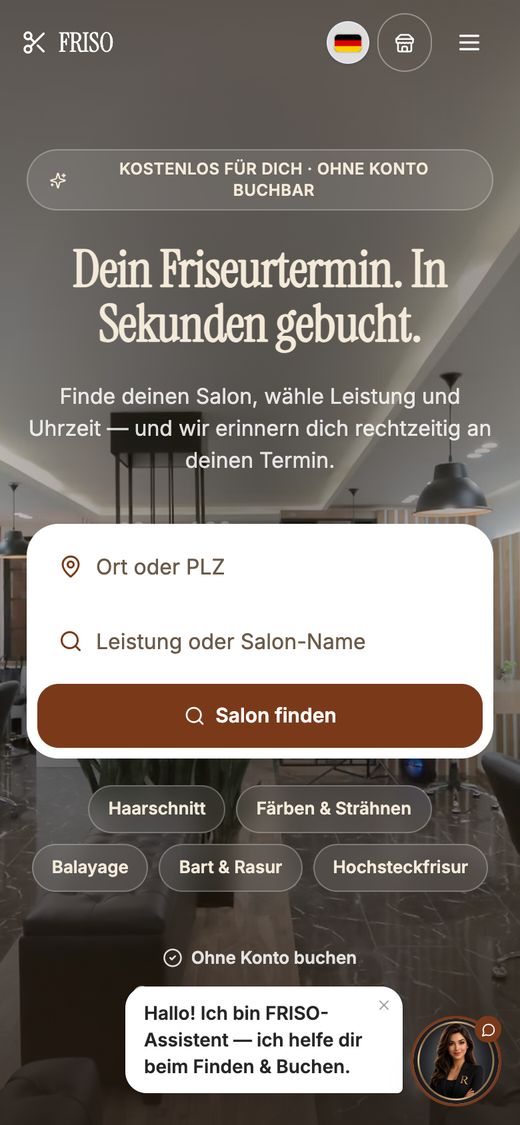 FRISO
KOSTENLOS FÜR DICH · OHNE KONTO
BUCHBAR
Dein Friseurtermin. In
Sekunden gebucht.
Finde deinen Salon, wähle Leistung und
Uhrzeit — und wir erinnern dich rechtzeitig an
deinen Termin.
Ort oder PLZ
Leistung oder Salon-Name
Salon finden
Haarschnitt
Färben & Strähnen
Balayage
Bart & Rasur
Hochsteckfrisur
Ohne Konto buchen
Hallo! Ich bin FRISO-
Assistent — ich helfe dir
beim Finden & Buchen.
R